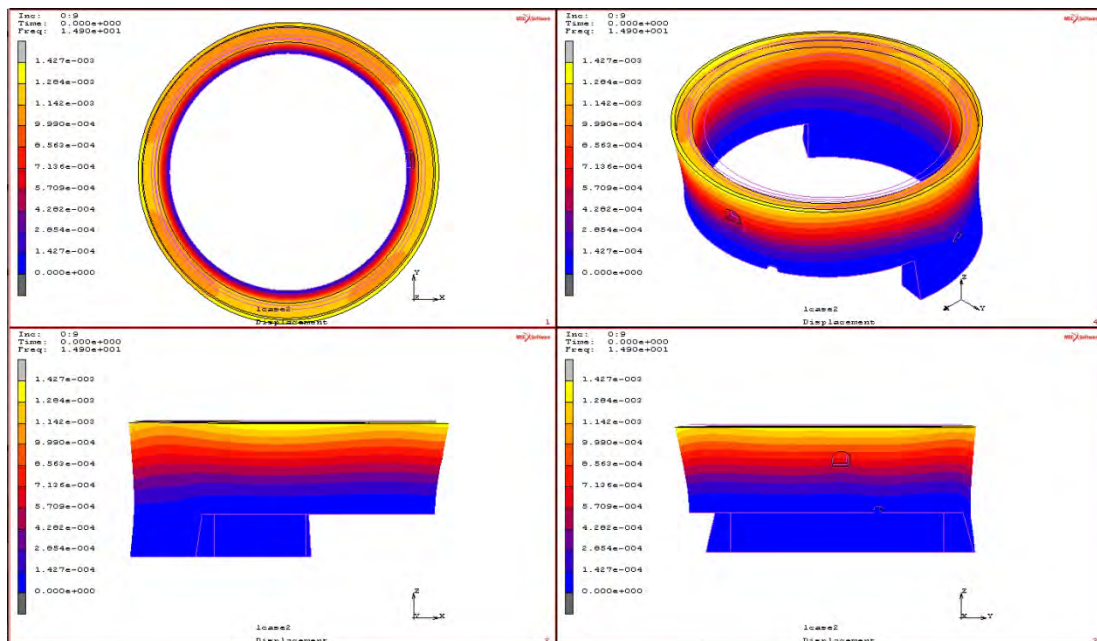 Inc: 0:9
Time: 0.000e+000
Freq: 1.490e+001
1.427e-003
1.284e-003
1.142e-003
9.990e-004
8.563e-004
7.136e-004
5.709e-004
4.282e-004
2.854e-004
1.427e-004
0.000e+000
Y
Z X
lcase2
Displacement
1
Inc: 0:9
Time: 0.000e+000
Freq: 1.490e+001
1.427e-003
1.284e-003
1.142e-003
9.990e-004
8.563e-004
7.136e-004
5.709e-004
4.282e-004
2.854e-004
1.427e-004
0.000e+000
Z
X Y
lcase2
Displacement
4
Inc: 0:9
Time: 0.000e+000
Freq: 1.490e+001
1.427e-003
1.284e-003
1.142e-003
9.990e-004
8.563e-004
7.136e-004
5.709e-004
4.282e-004
2.854e-004
1.427e-004
0.000e+000
Z
Y X
lcase2
Displacement
2
Inc: 0:9
Time: 0.000e+000
Freq: 1.490e+001
1.427e-003
1.284e-003
1.142e-003
9.990e-004
8.563e-004
7.136e-004
5.709e-004
4.282e-004
2.854e-004
1.427e-004
0.000e+000
Z
X Y
lcase2
Displacement
3